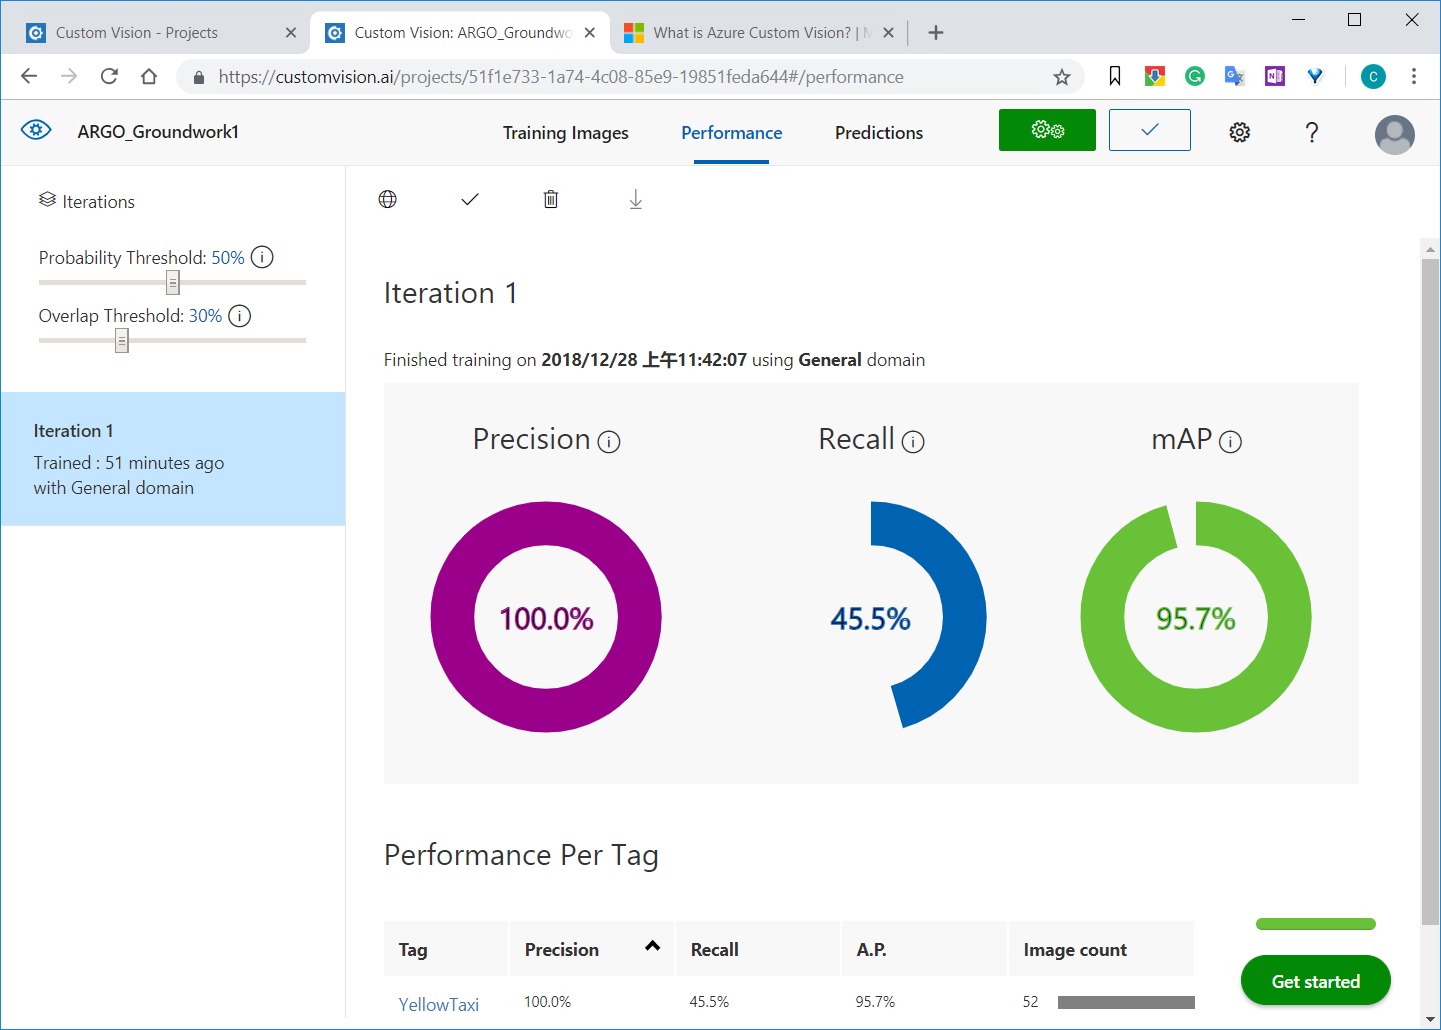 Custom Vision - Projects
Custom Vision: ARGO_Groundwo
What is Azure Custom Vision? | M
https://customvision.ai/projects/51f1e733-1a74-4c08-85e9-19851feda644#/performance
C
ARGO_Groundwork1
Training Images
Performance
Predictions
?
Iterations
Probability Threshold: 50%
Overlap Threshold: 30%
Iteration 1
Trained : 51 minutes ago
with General domain
Iteration 1
Finished training on 2018/12/28 上午11:42:07 using General domain
Precision
Recall
mAP
100.0%
45.5%
95.7%
Performance Per Tag
Tag Precision Recall A.P. Image count
YellowTaxi 100.0% 45.5% 95.7% 52
Get started